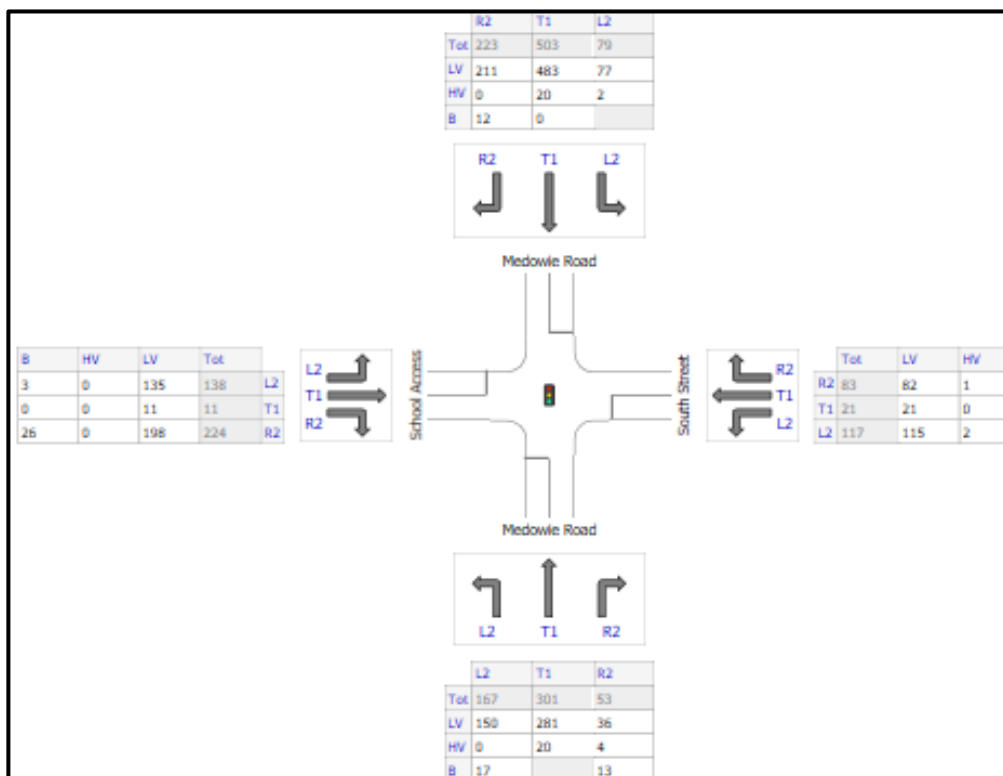 R2 T1 L2
Tot 223 503 79
LV 211 483 77
HV 0 20 2
B 12 0
R2 T1 L2
Medowie Road
B HV LV Tot
3 0 135 138 L2
0 0 11 11 T1
26 0 198 224 R2
L2
T1
R2
School Access
South Street
R2
T1
L2
Tot LV HV
R2 83 82 1
T1 21 21 0
L2 117 115 2
Medowie Road
L2 T1 R2
L2 T1 R2
Tot 167 301 53
LV 150 281 36
HV 0 20 4
B 17 13